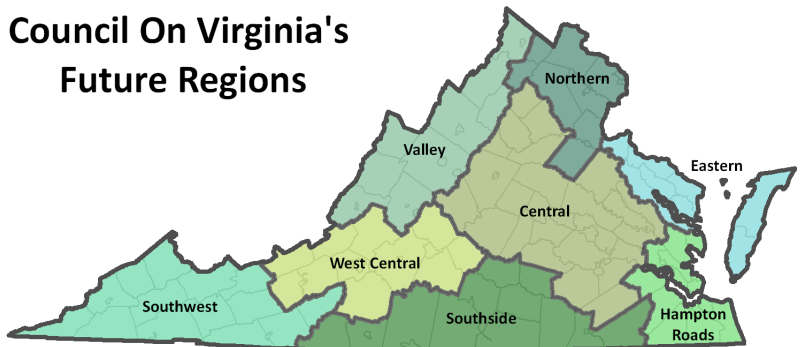 Council On Virginia's
Future Regions
Northern
Valley
Eastern
Central
West Central
Southwest
Southside
Hampton
Roads